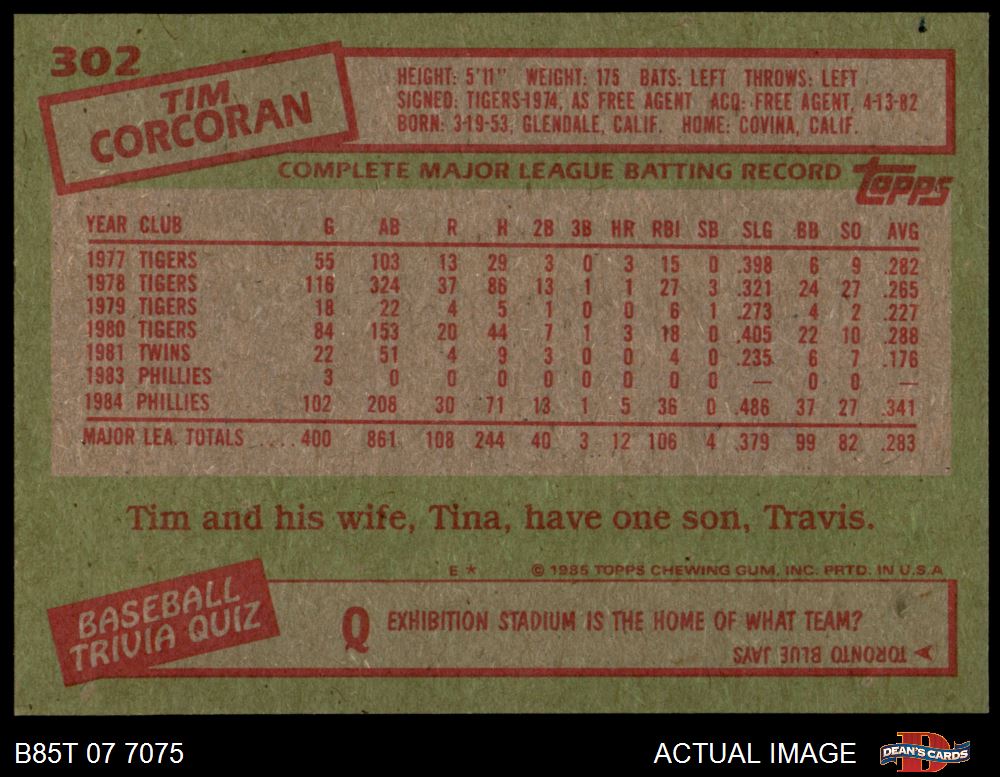 302
TIM
CORCORAN
HEIGHT: 5'11" WEIGHT: 175 BATS: LEFT THROWS: LEFT
SIGNED: TIGERS-1974, AS FREE AGENT ACQ: FREE AGENT, 4-13-82
BORN: 3-19-53, GLENDALE, CALIF. HOME: COVINA, CALIF.
COMPLETE MAJOR LEAGUE BATTING RECORD
topps
YEAR CLUB G AB R H 2B 3B HR RBI SB SLG BB SO AVG
1977 TIGERS 55 103 13 29 3 0 3 15 0 .398 6 9 .282
1978 TIGERS 116 324 37 86 13 1 1 27 3 .321 24 27 .265
1979 TIGERS 18 22 4 5 1 0 0 6 1 .273 4 2 .227
1980 TIGERS 84 153 20 44 7 1 3 18 0 .405 22 10 .288
1981 TWINS 22 51 4 9 3 0 0 4 0 .235 6 7 .176
1983 PHILLIES 3 0 0 0 0 0 0 0 0 — 0 0 —
1984 PHILLIES 102 208 30 71 13 1 5 36 0 .486 37 27 .341
MAJOR LEA. TOTALS .... 400 861 108 244 40 3 12 106 4 .379 99 82 .283
Tim and his wife, Tina, have one son, Travis.
E * © 1985 TOPPS CHEWING GUM, INC. PRTD. IN U.S.A
BASEBALL
TRIVIA QUIZ
Q EXHIBITION STADIUM IS THE HOME OF WHAT TEAM?
A TORONTO BLUE JAYS
B85T 07 7075
ACTUAL IMAGE
D
DEAN'S CARDS